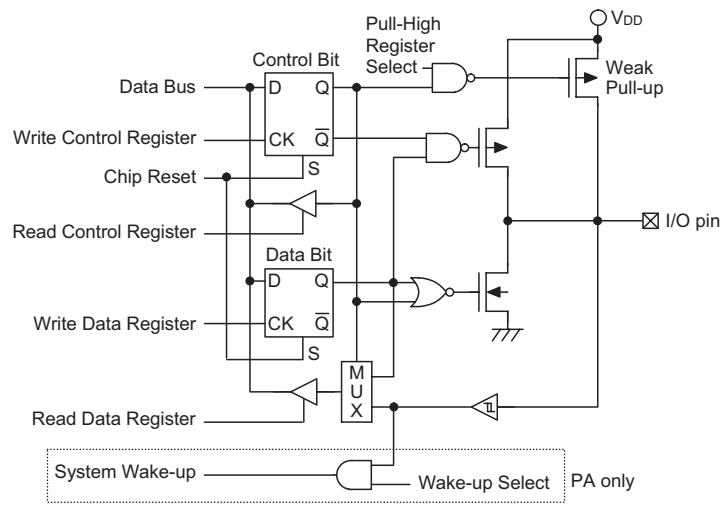 V_DD
Pull-High
Register
Select
Control Bit
Weak
Pull-up
Data Bus
D
Q
Write Control Register
CK
Q̅
Chip Reset
S
Read Control Register
I/O pin
Data Bit
D
Q
Write Data Register
CK
Q̅
S
M
U
X
Read Data Register
System Wake-up
Wake-up Select
PA only